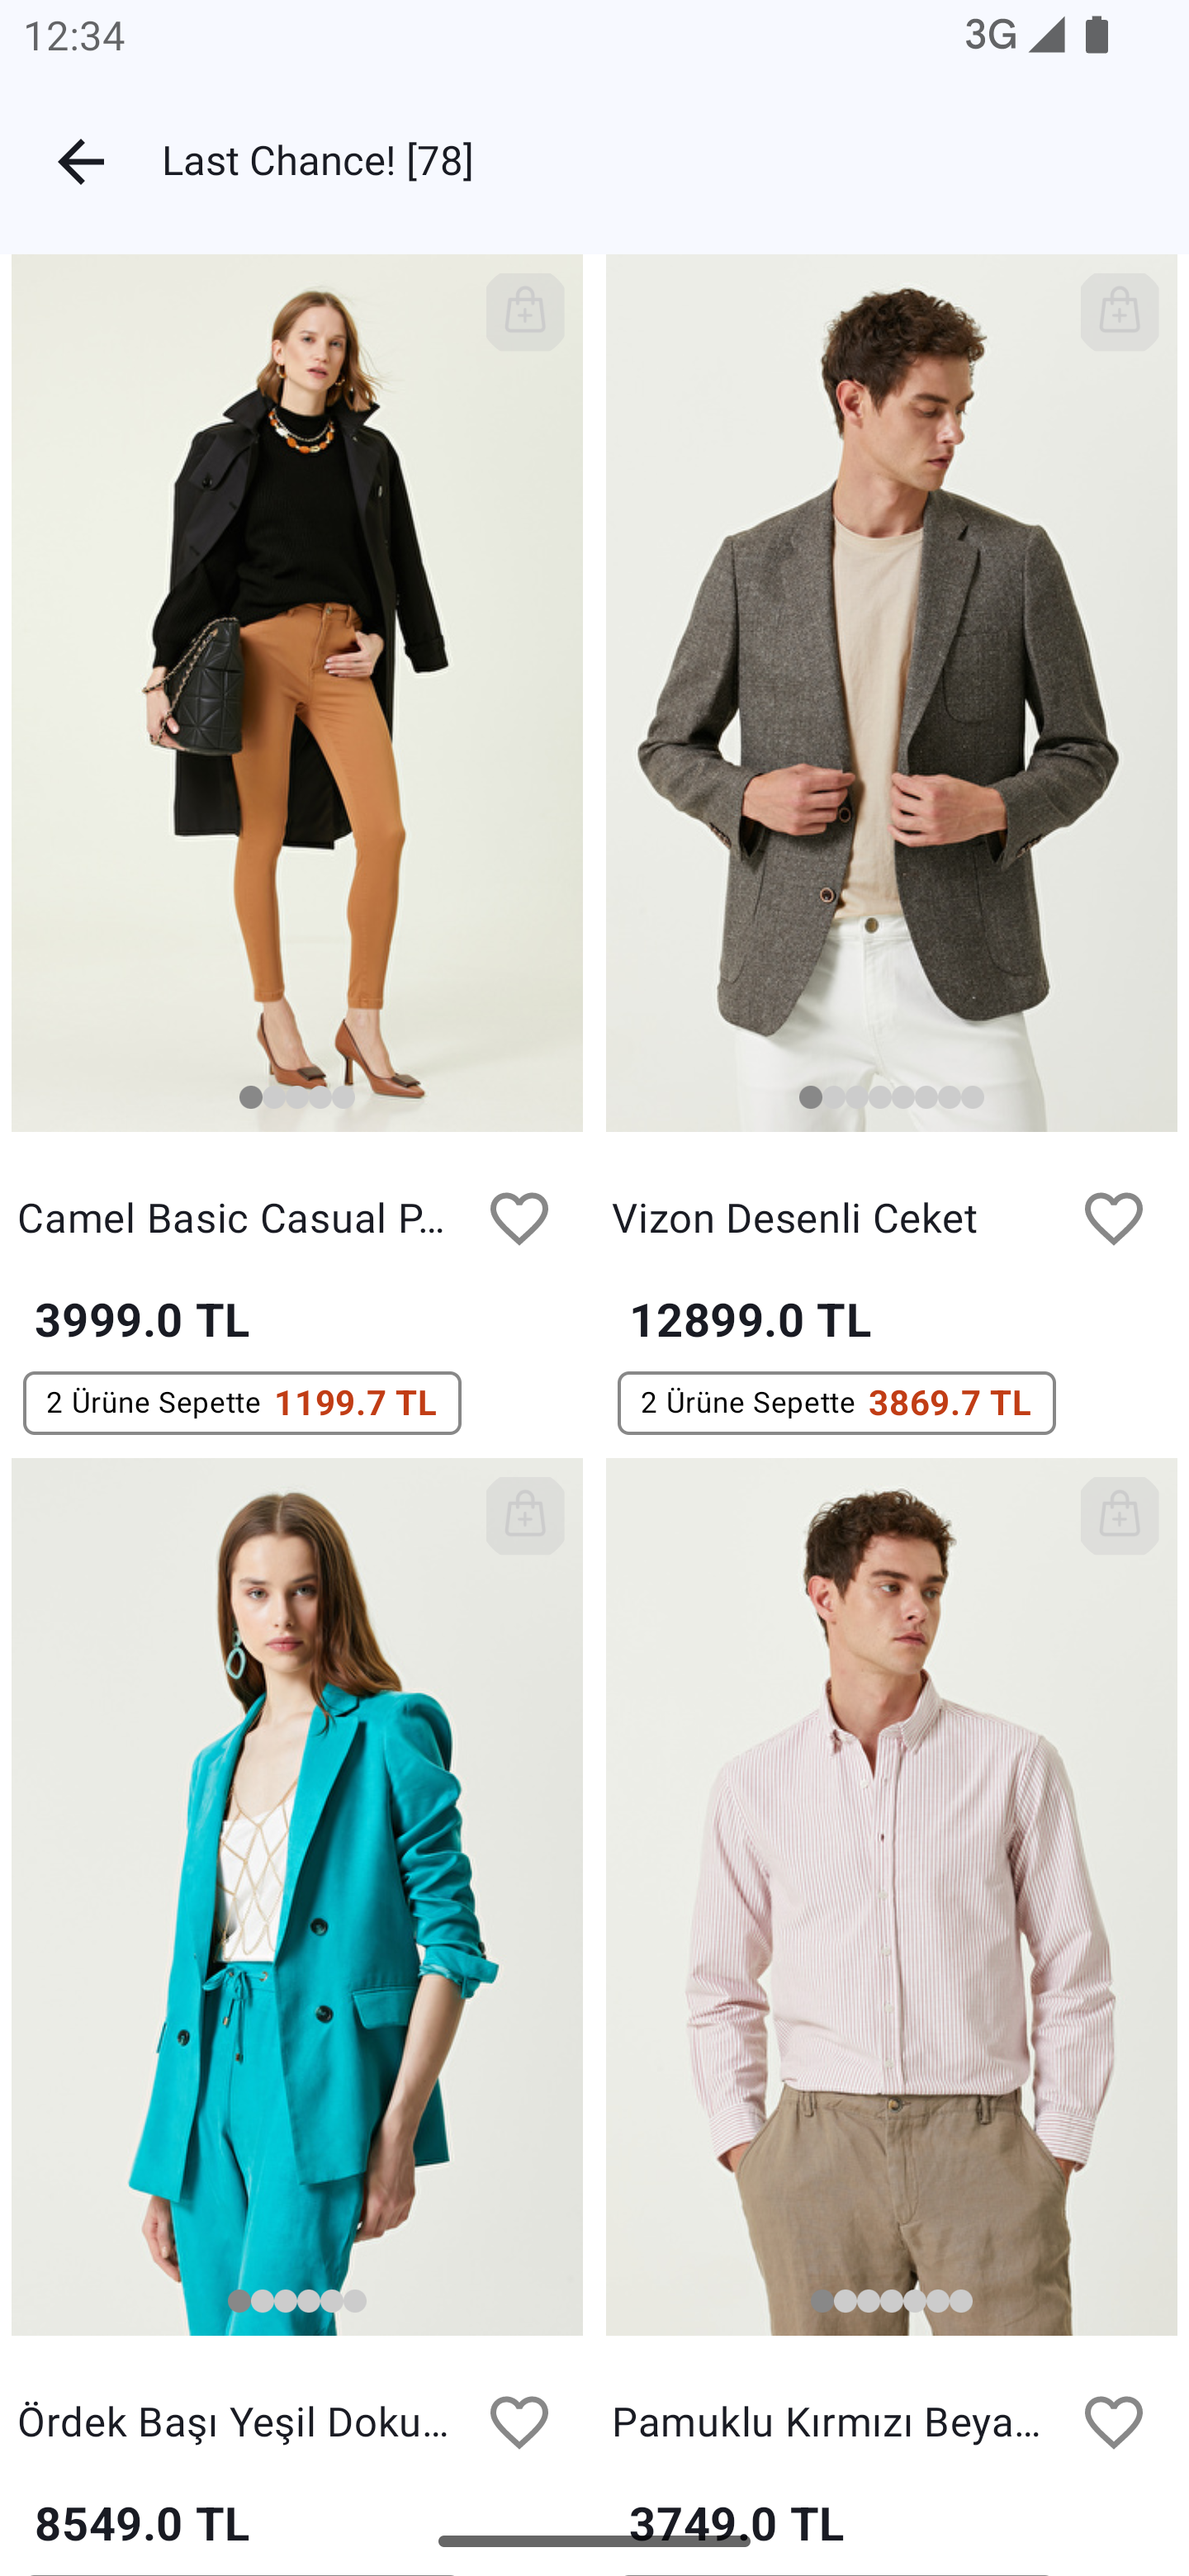 12:34
3G
Last Chance! [78]
Camel Basic Casual P...
Vizon Desenli Ceket
3999.0 TL
12899.0 TL
2 Ürüne Sepette 1199.7 TL
2 Ürüne Sepette 3869.7 TL
Ördek Başı Yeşil Doku...
Pamuklu Kırmızı Beya...
8549.0 TL
3749.0 TL